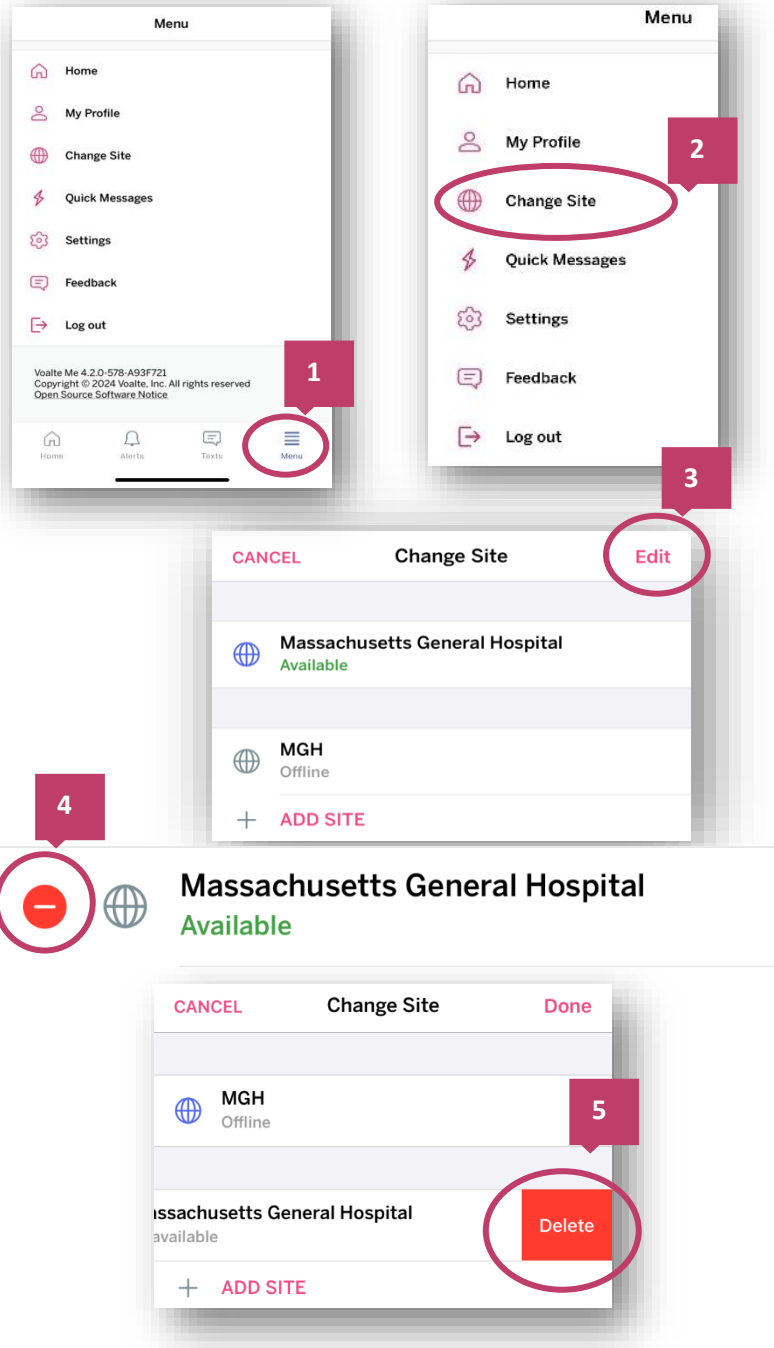 Menu
Home
My Profile
Change Site
Quick Messages
Settings
Feedback
Log out
Voalte Me 4.2.0-578-A93F721
Copyright © 2024 Voalte, Inc. All rights reserved
Open Source Software Notice
1
Home
Alerts
Texts
Menu
Menu
Home
My Profile
2
Change Site
Quick Messages
Settings
Feedback
Log out
3
CANCEL Change Site Edit
Massachusetts General Hospital
Available
MGH
Offline
+ ADD SITE
4
Massachusetts General Hospital
Available
CANCEL Change Site Done
MGH
Offline
5
ssachusetts General Hospital
available
Delete
+ ADD SITE